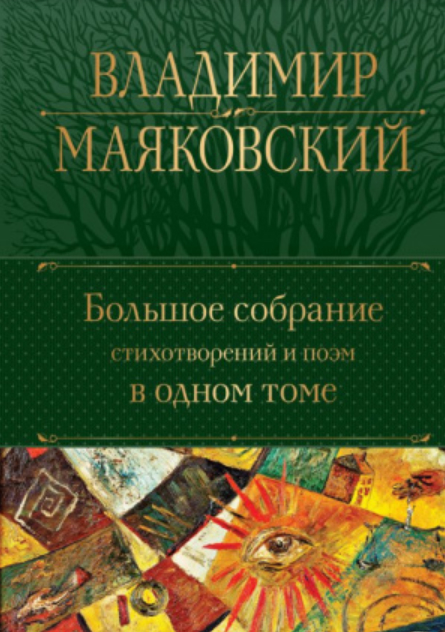 ВЛАДИМИР
МАЯКОВСКИЙ
Большое собрание
стихотворений и поэм
в одном томе